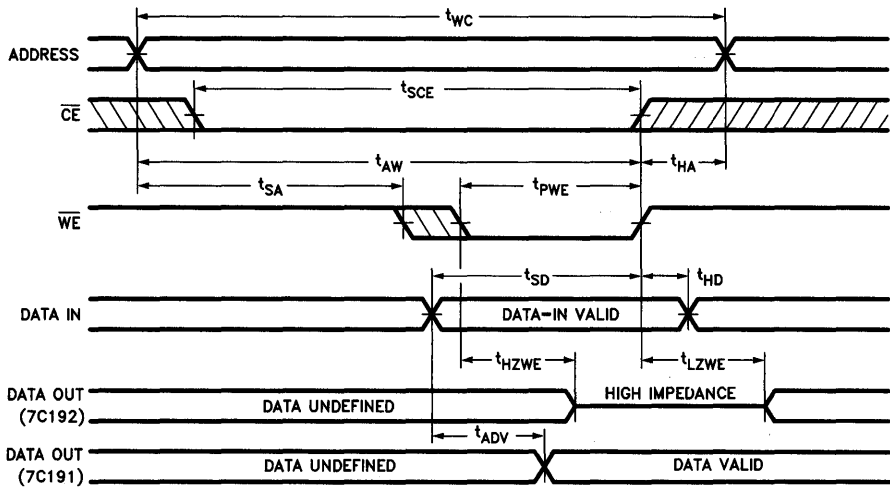 tWC
ADDRESS
tSCE
CE
tAW
tHA
tSA
tPWE
WE
tSD
tHD
DATA IN
DATA-IN VALID
tHZWE
tLZWE
DATA OUT
(7C192)
DATA UNDEFINED
HIGH IMPEDANCE
tADV
DATA OUT
(7C191)
DATA UNDEFINED
DATA VALID